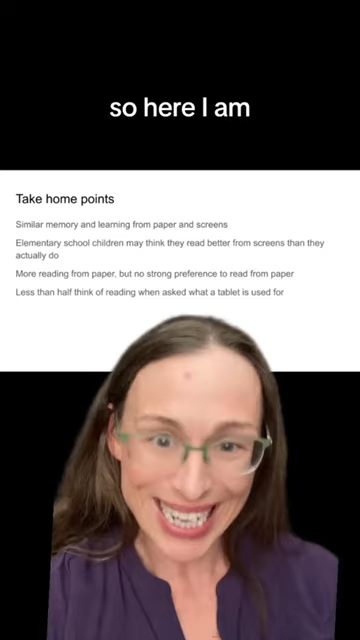 so here I am
Take home points
Similar memory and learning from paper and screens
Elementary school children may think they read better from screens than they
actually do
More reading from paper, but no strong preference to read from paper
Less than half think of reading when asked what a tablet is used for